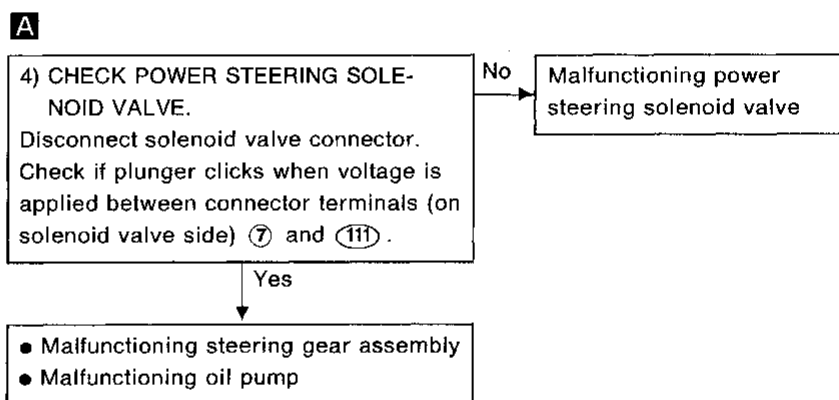 A
4) CHECK POWER STEERING SOLE-
NOID VALVE.
Disconnect solenoid valve connector.
Check if plunger clicks when voltage is
applied between connector terminals (on
solenoid valve side) ⑦ and (111) .
No
Malfunctioning power
steering solenoid valve
Yes
● Malfunctioning steering gear assembly
● Malfunctioning oil pump